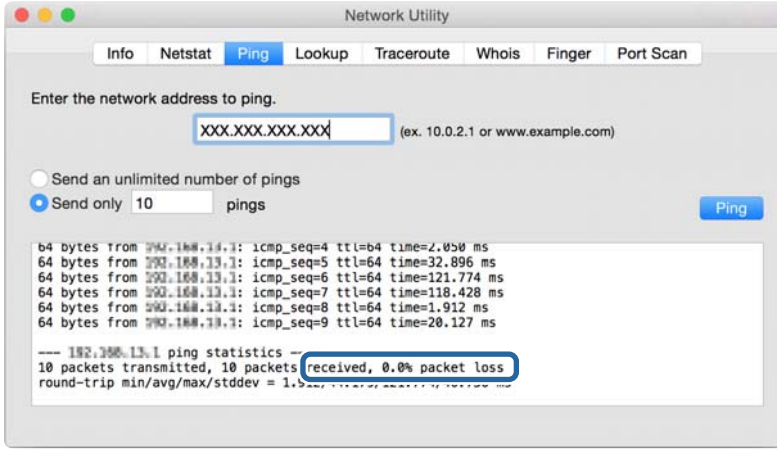 Network Utility
Info Netstat Ping Lookup Traceroute Whois Finger Port Scan
Enter the network address to ping.
XXX.XXX.XXX.XXX (ex. 10.0.2.1 or www.example.com)
Send an unlimited number of pings
Send only 10 pings
Ping
64 bytes from icmp_seq=4 ttl=64 time=2.050 ms
64 bytes from icmp_seq=5 ttl=64 time=32.896 ms
64 bytes from icmp_seq=6 ttl=64 time=121.774 ms
64 bytes from icmp_seq=7 ttl=64 time=118.428 ms
64 bytes from icmp_seq=8 ttl=64 time=1.912 ms
64 bytes from icmp_seq=9 ttl=64 time=20.127 ms
--- ping statistics --
10 packets transmitted, 10 packets received, 0.0% packet loss
round-trip min/avg/max/stddev = ms